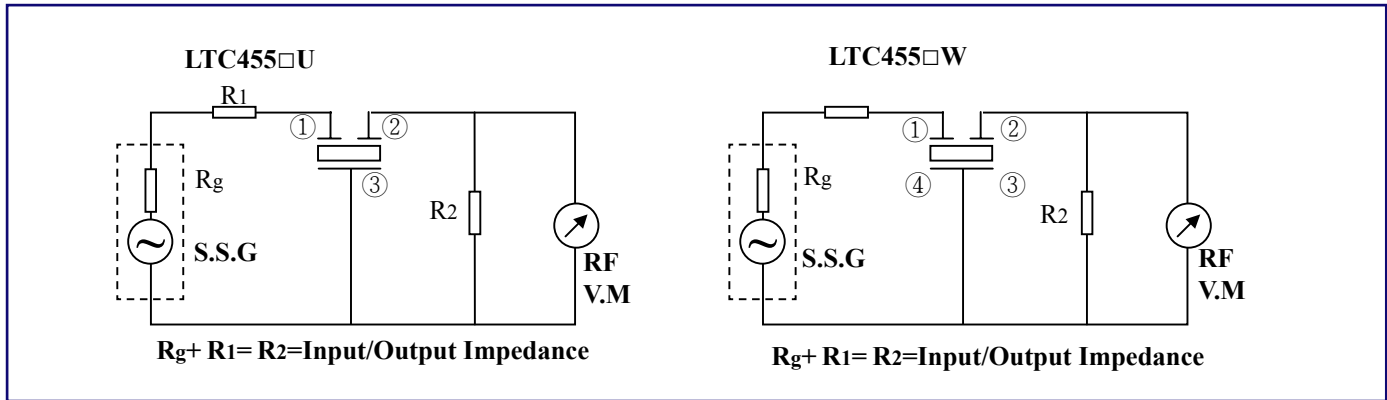 LTC455□U
R1
①
②
③
Rg
S.S.G
R2
RF
V.M
Rg+ R1= R2=Input/Output Impedance
LTC455□W
①
②
④
③
Rg
S.S.G
R2
RF
V.M
Rg+ R1= R2=Input/Output Impedance